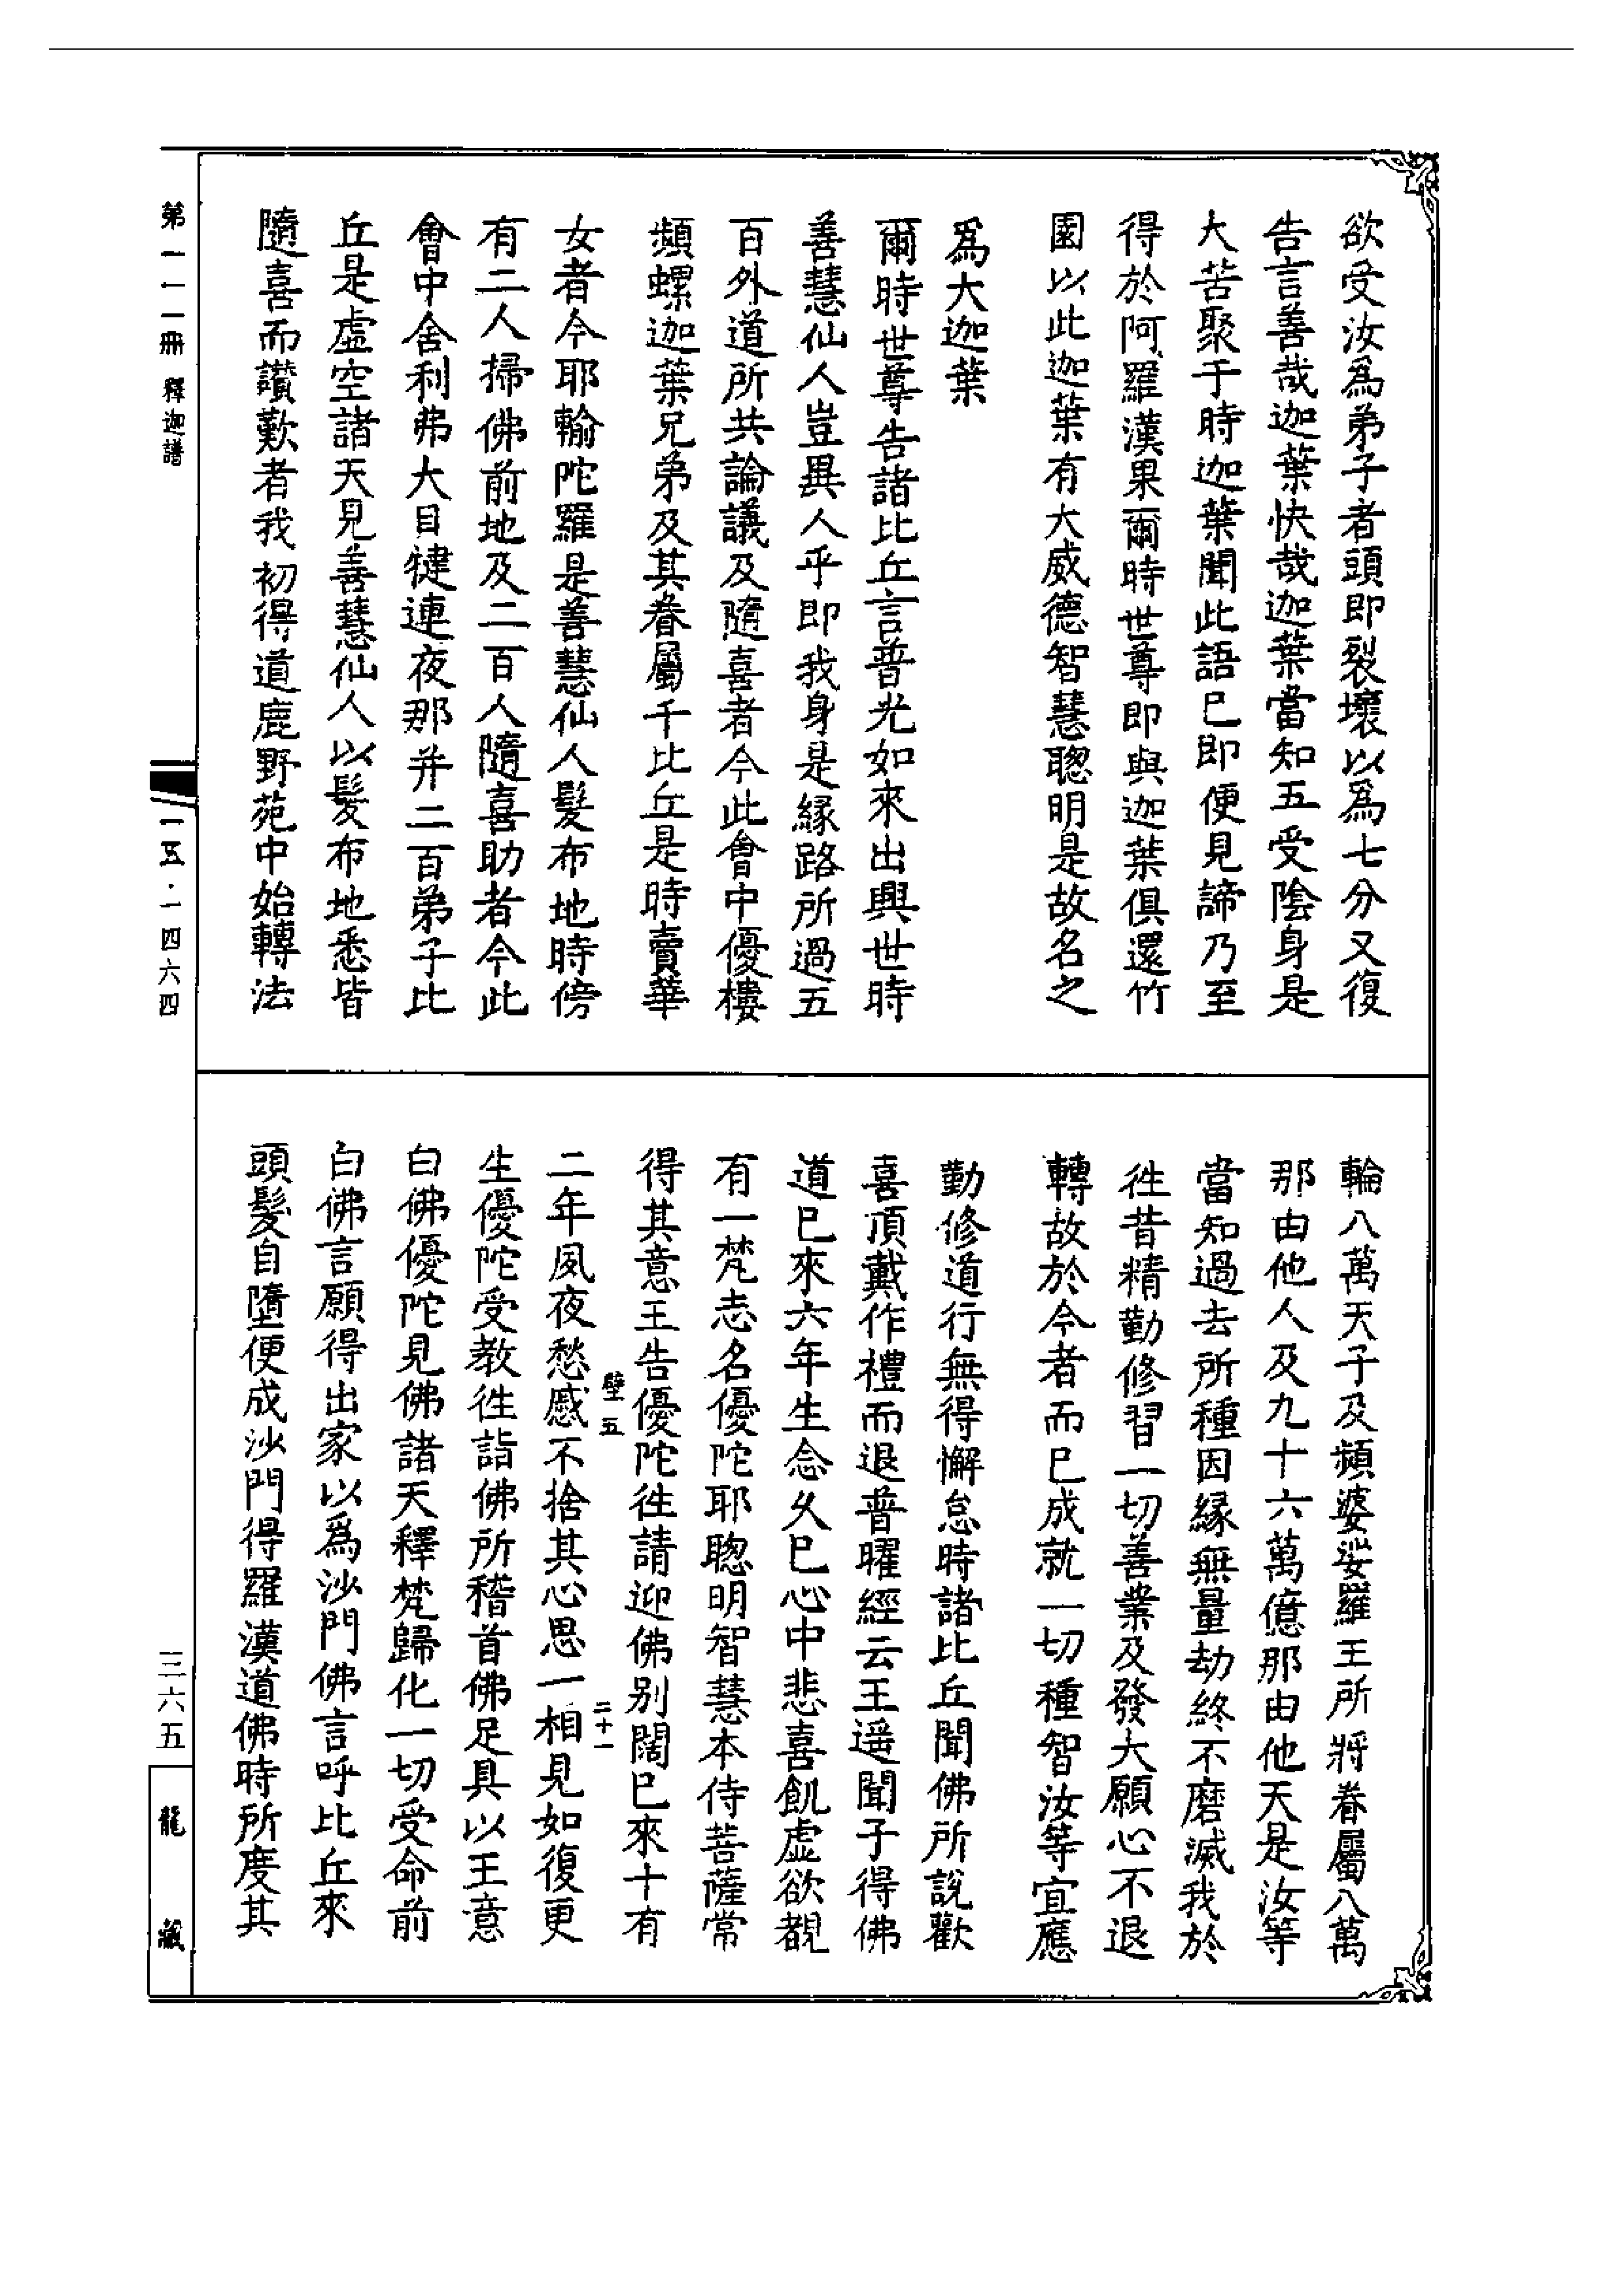 欲受汝爲弟子者頭即裂壞以爲七分又復
告言善哉迦葉快哉迦葉當知五受陰身是
大苦聚于時迦葉聞此語已即便見諦乃至
得於阿羅漢果爾時世尊即與迦葉俱還竹
園以此迦葉有大威德智慧聰明是故名之
爲大迦葉
爾時世尊告諸比丘言普光如來出興世時
善慧仙人豈異人乎即我身是緣路所過五
百外道所共論議及隨喜者今此會中優樓
頻螺迦葉兄弟及其眷屬千比丘是時賣華
女者今耶輸陀羅是善慧仙人髮布地時傍
有二人掃佛前地及二百人隨喜助者今此
會中舍利弗大目犍連夜那并二百弟子比
丘是虛空諸天見善慧仙人以髮布地悉皆
隨喜而讚歎者我初得道鹿野苑中始轉法
輪八萬天子及頻婆娑羅王所將眷屬八萬
那由他人及九十六萬億那由他天是汝等
當知過去所種因緣無量劫終不磨滅我於
往昔精勤修習一切善業及發大願心不退
轉故於今者而已成就一切種智汝等宜應
勤修道行無得懈怠時諸比丘聞佛所說歡
喜頂戴作禮而退普曜經云王遥聞子得佛
道已來六年生念久已心中悲喜飢虛欲覩
有一梵志名優陀耶聰明智慧本侍菩薩常
得其意王告優陀往請迎佛別闊已來十有
壁五
二十一
二年夙夜愁慼不捨其心思一相見如復更
生優陀受教往詣佛所稽首佛足具以王意
白佛優陀見佛諸天釋梵歸化一切受命前
白佛言願得出家以爲沙門佛言呼比丘來
頭髮自墮便成沙門得羅漢道佛時所度其
第一一一冊 釋迦譜
一五·一四六四
三六五
龍藏